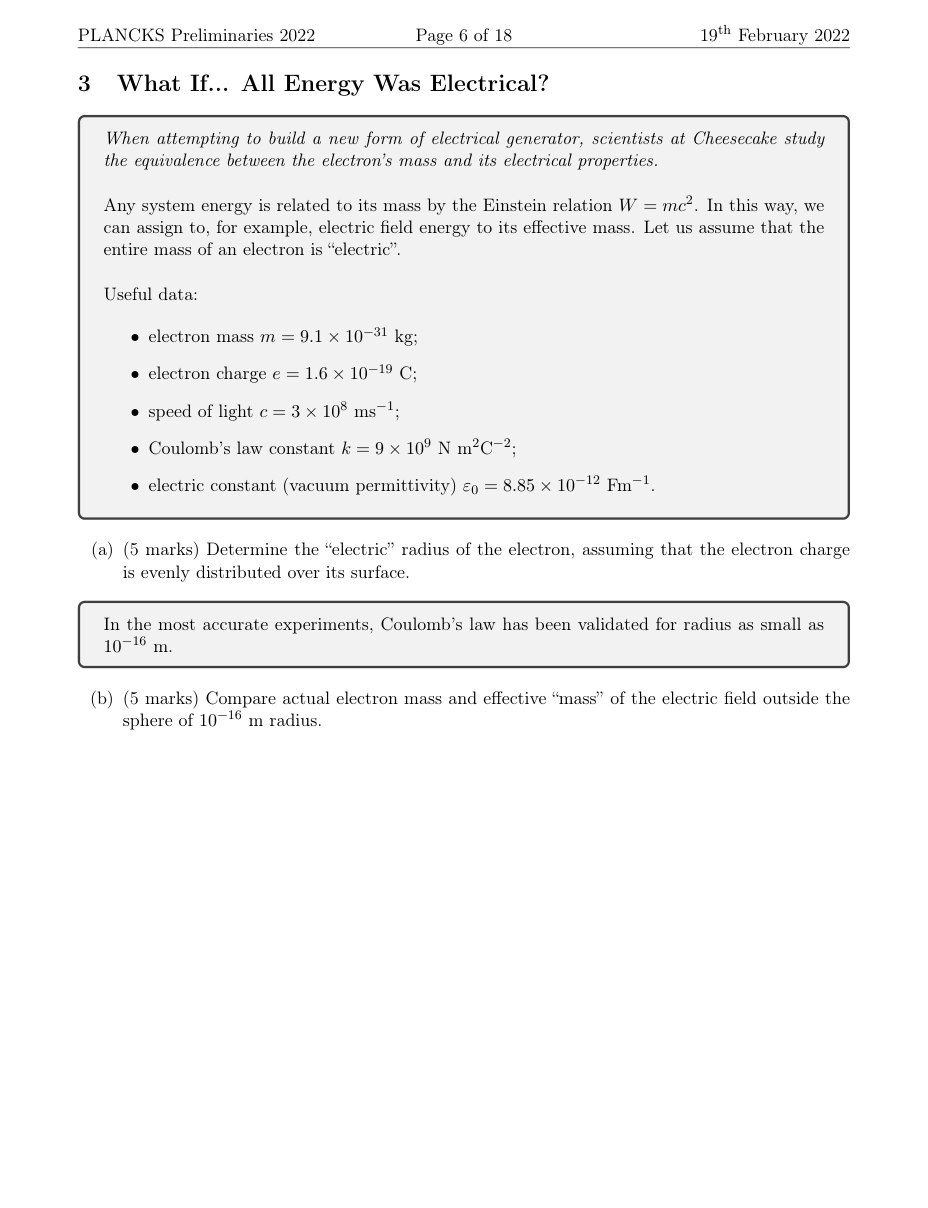 PLANCKS Preliminaries 2022 Page 6 of 18 19th February 2022
3 What If... All Energy Was Electrical?
When attempting to build a new form of electrical generator, scientists at Cheesecake study
the equivalence between the electron's mass and its electrical properties.
Any system energy is related to its mass by the Einstein relation W = mc². In this way, we
can assign to, for example, electric field energy to its effective mass. Let us assume that the
entire mass of an electron is “electric”.
Useful data:
• electron mass m = 9.1 × 10⁻³¹ kg;
• electron charge e = 1.6 × 10⁻¹⁹ C;
• speed of light c = 3 × 10⁸ ms⁻¹;
• Coulomb's law constant k = 9 × 10⁹ N m²C⁻²;
• electric constant (vacuum permittivity) ε₀ = 8.85 × 10⁻¹² Fm⁻¹.
(a) (5 marks) Determine the “electric” radius of the electron, assuming that the electron charge
is evenly distributed over its surface.
In the most accurate experiments, Coulomb's law has been validated for radius as small as
10⁻¹⁶ m.
(b) (5 marks) Compare actual electron mass and effective “mass” of the electric field outside the
sphere of 10⁻¹⁶ m radius.